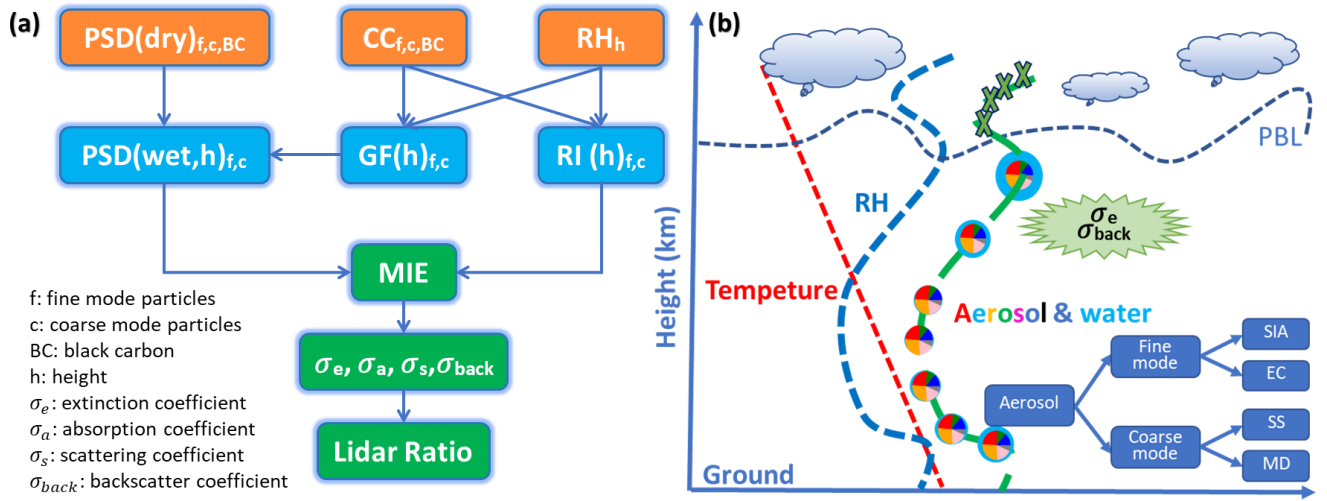 (a)
PSD(dry)f,c,BC
CCf,c,BC
RHh
PSD(wet,h)f,c
GF(h)f,c
RI (h)f,c
MIE
σe, σa, σs,σback
Lidar Ratio
f: fine mode particles
c: coarse mode particles
BC: black carbon
h: height
σe: extinction coefficient
σa: absorption coefficient
σs: scattering coefficient
σback: backscatter coefficient
(b)
Height (km)
PBL
RH
σe
σback
Tempeture
Aerosol & water
Aerosol
Fine
mode
Coarse
mode
SIA
EC
SS
MD
Ground